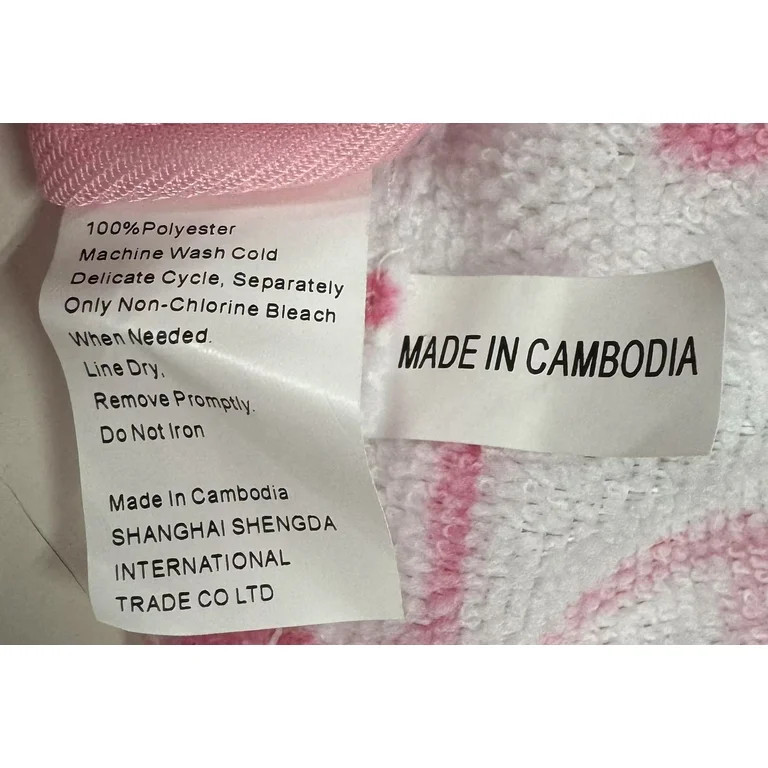 100%Polyester
Machine Wash Cold
Delicate Cycle, Separately
Only Non-Chlorine Bleach
When Needed.
Line Dry,
Remove Promptly.
Do Not Iron
Made In Cambodia
SHANGHAI SHENGDA
INTERNATIONAL
TRADE CO LTD
MADE IN CAMBODIA